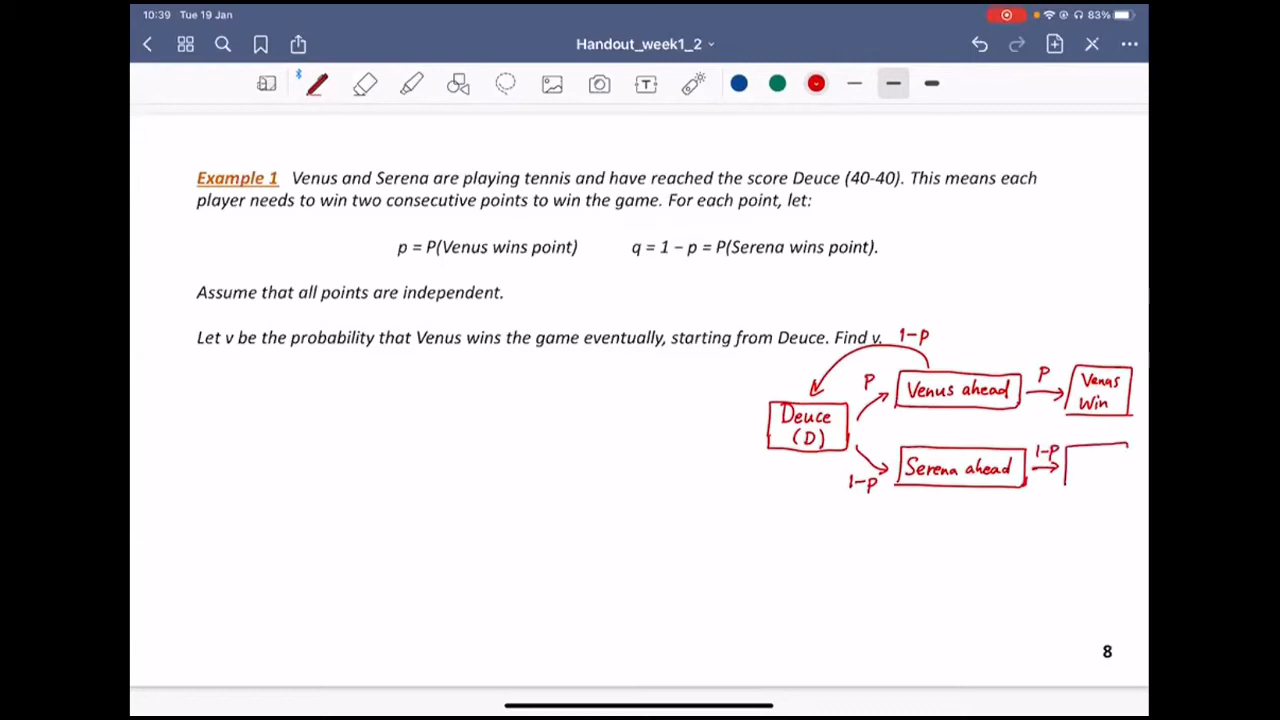 10:39 Tue 19 Jan
83%
Handout_week1_2
T
Example 1 Venus and Serena are playing tennis and have reached the score Deuce (40-40). This means each
player needs to win two consecutive points to win the game. For each point, let:
p = P(Venus wins point) q = 1 − p = P(Serena wins point).
Assume that all points are independent.
Let v be the probability that Venus wins the game eventually, starting from Deuce. Find v.
1-p
P
Venus ahead
P
Venus
Win
Deuce
(D)
1-p
Serena ahead
1-p
8